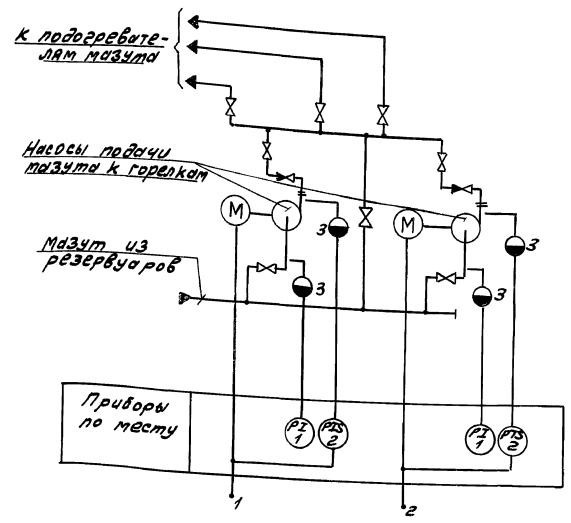 К подогревате-
лям мазута
Насосы подачи
мазута к горелкам
М
М
3
3
Мазут из
резервуаров
3
3
Приборы
по месту
PI
1
PIS
2
PI
1
PIS
2
1
2